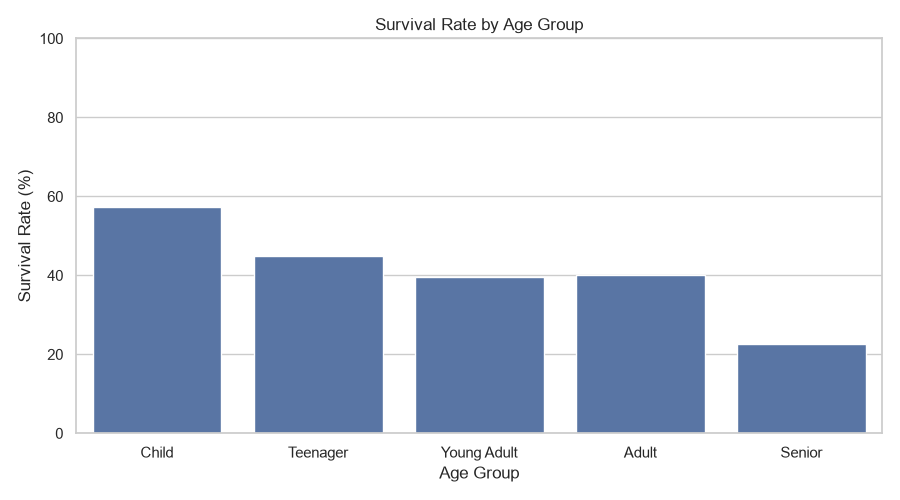 Survival Rate by Age Group
100
80
60
40
20
0
Survival Rate (%)
Child
Teenager
Young Adult
Adult
Senior
Age Group